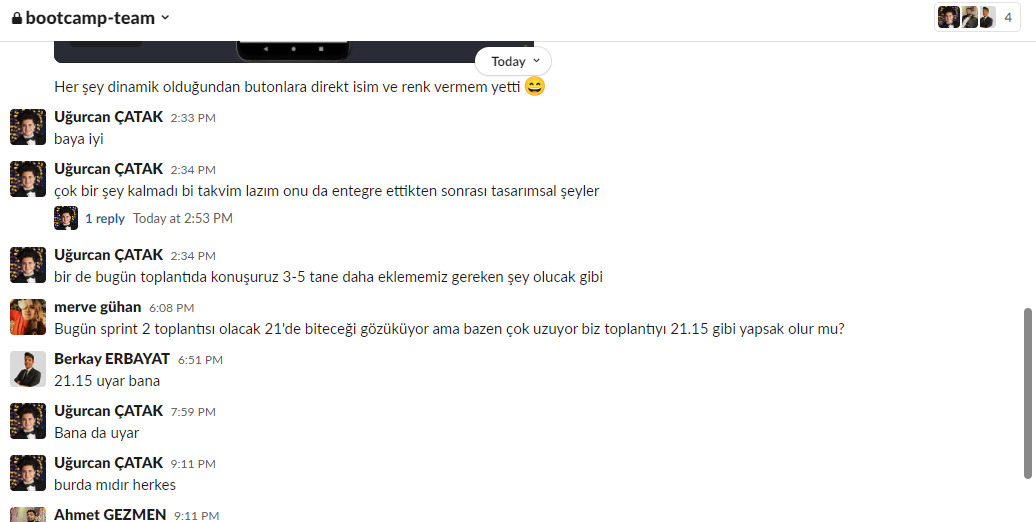 bootcamp-team
4
Today
Her şey dinamik olduğundan butonlara direkt isim ve renk vermem yetti 😄
Uğurcan ÇATAK 2:33 PM
baya iyi
Uğurcan ÇATAK 2:34 PM
çok bir şey kalmadı bi takvim lazım onu da entegre ettikten sonrası tasarımsal şeyler
1 reply Today at 2:53 PM
Uğurcan ÇATAK 2:34 PM
bir de bugün toplantıda konuşuruz 3-5 tane daha eklememiz gereken şey olucak gibi
merve gühan 6:08 PM
Bugün sprint 2 toplantısı olacak 21'de biteceği gözüküyor ama bazen çok uzuyor biz toplantıyı 21.15 gibi yapsak olur mu?
Berkay ERBAYAT 6:51 PM
21.15 uyar bana
Uğurcan ÇATAK 7:59 PM
Bana da uyar
Uğurcan ÇATAK 9:11 PM
burda mıdır herkes
Ahmet GEZMEN 9:11 PM